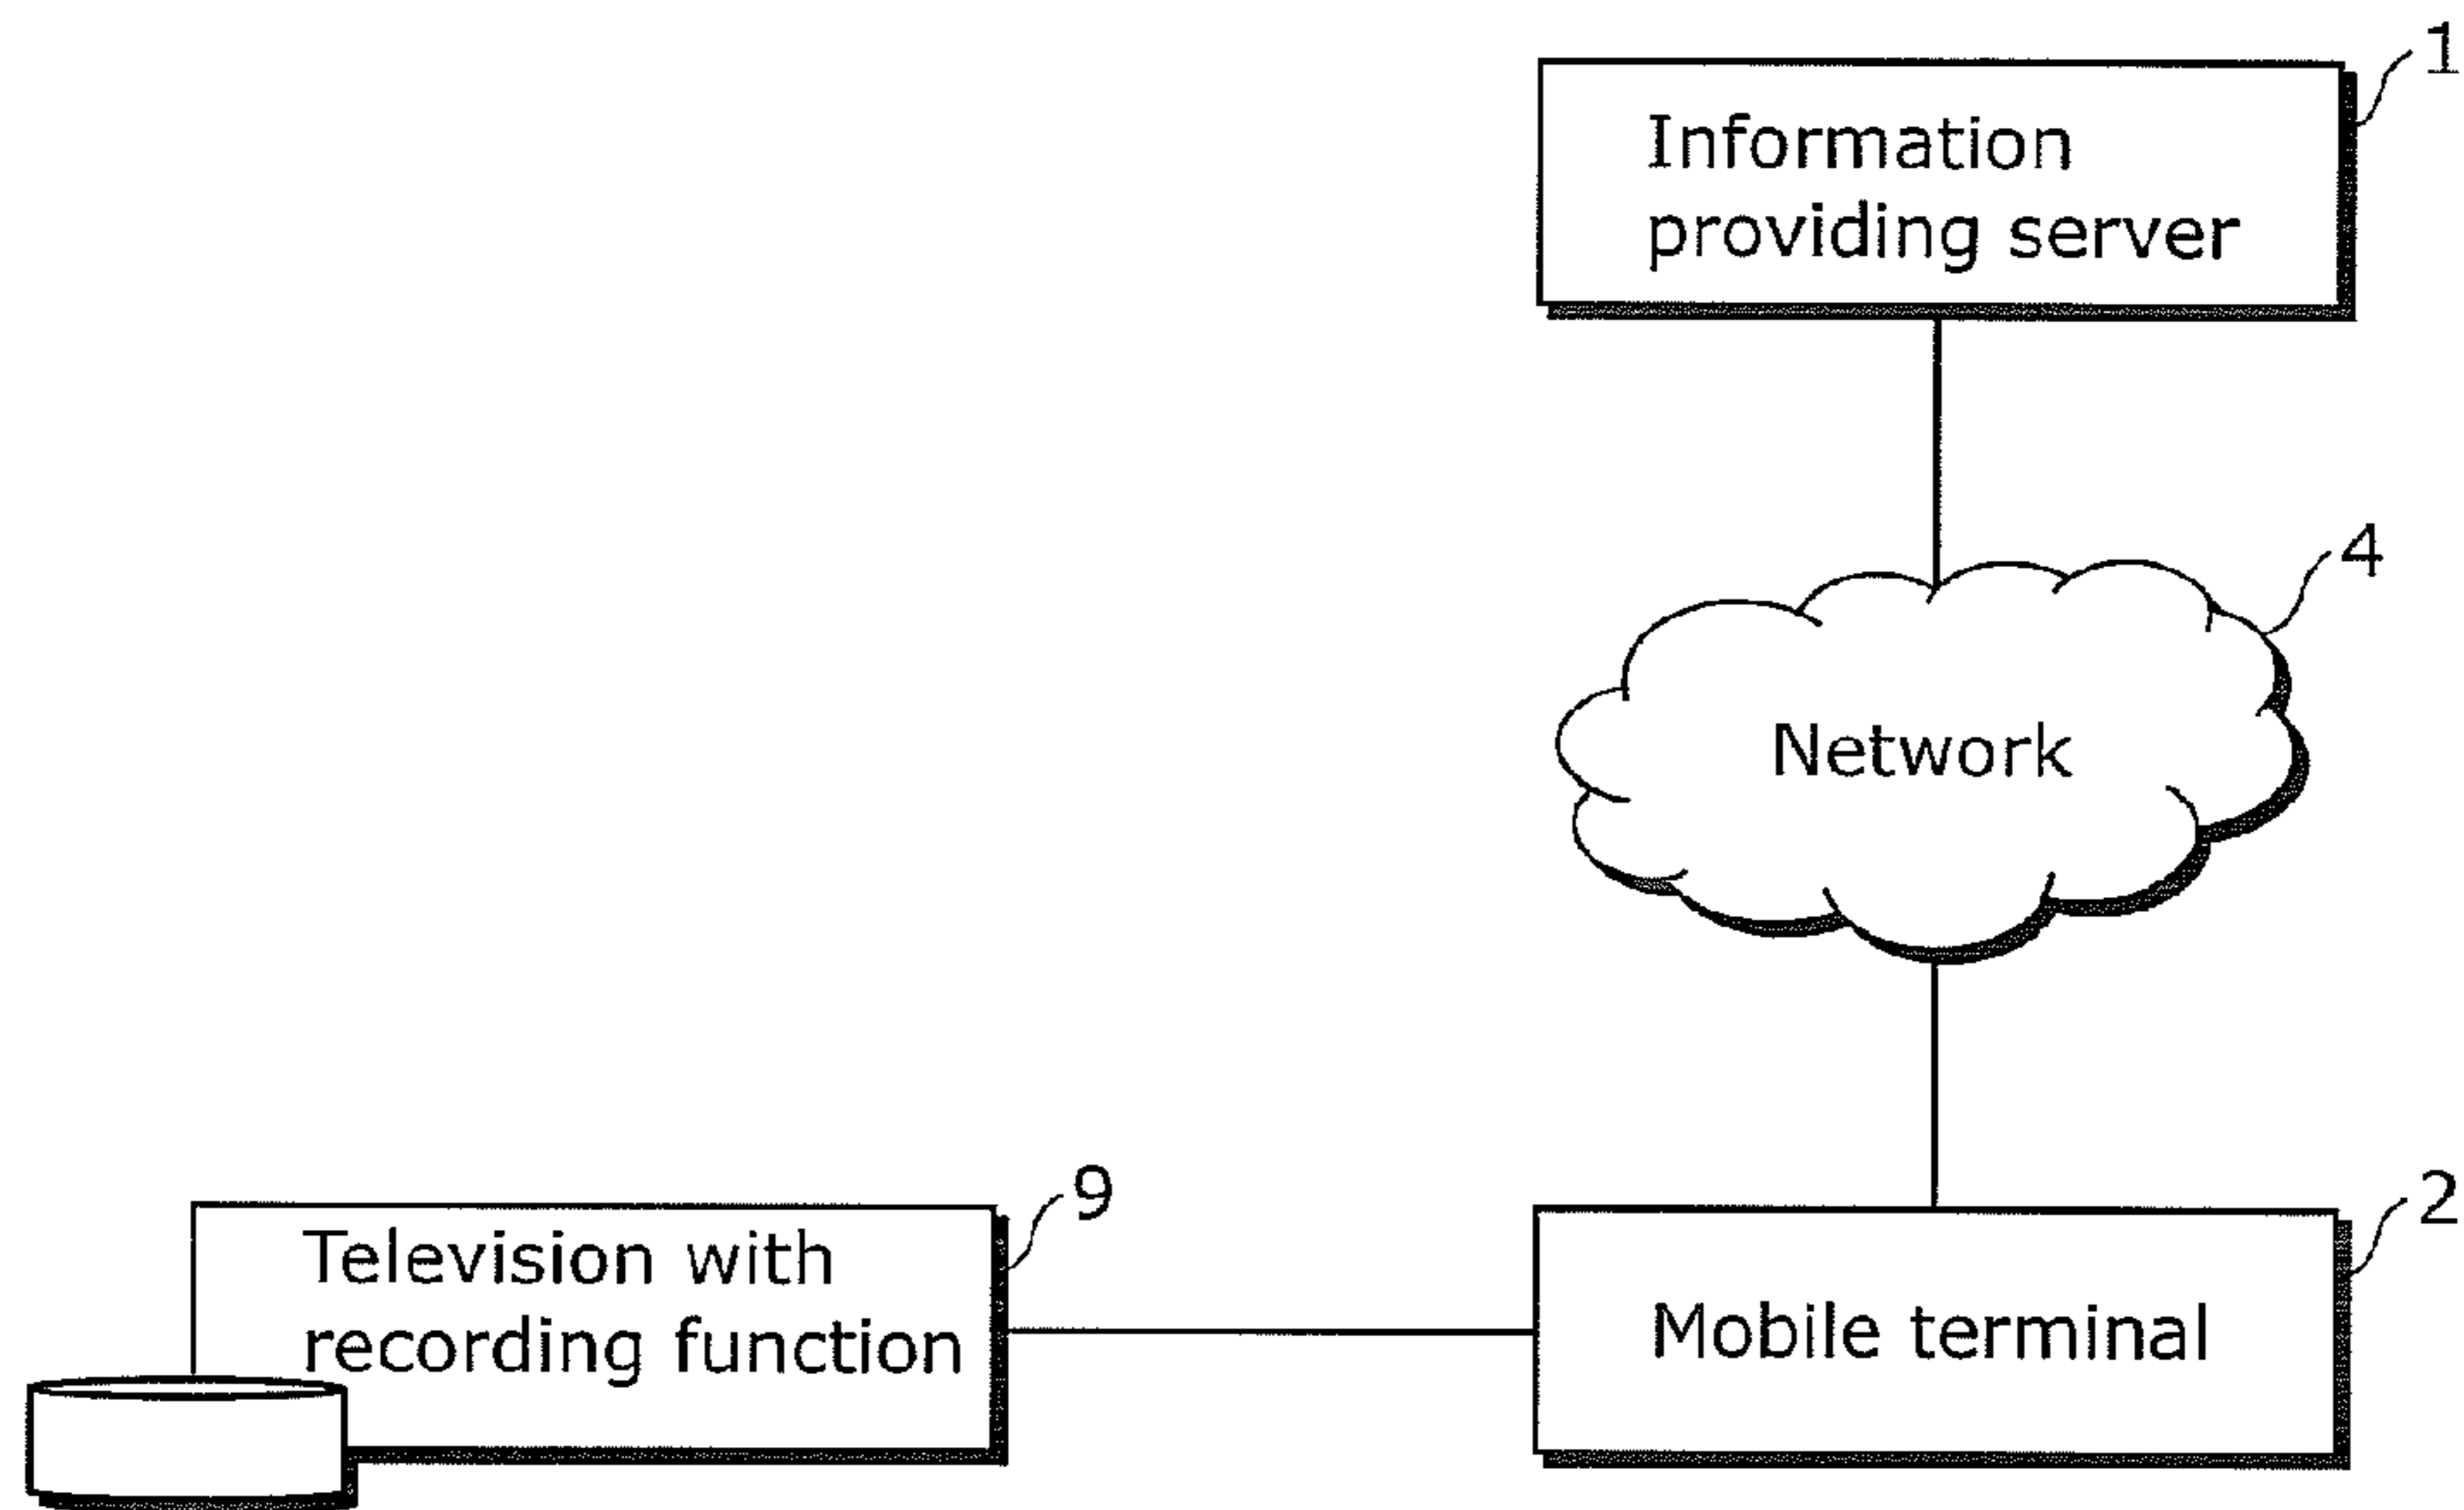 1
Information
providing server
4
Network
9
Television with
recording function
2
Mobile terminal